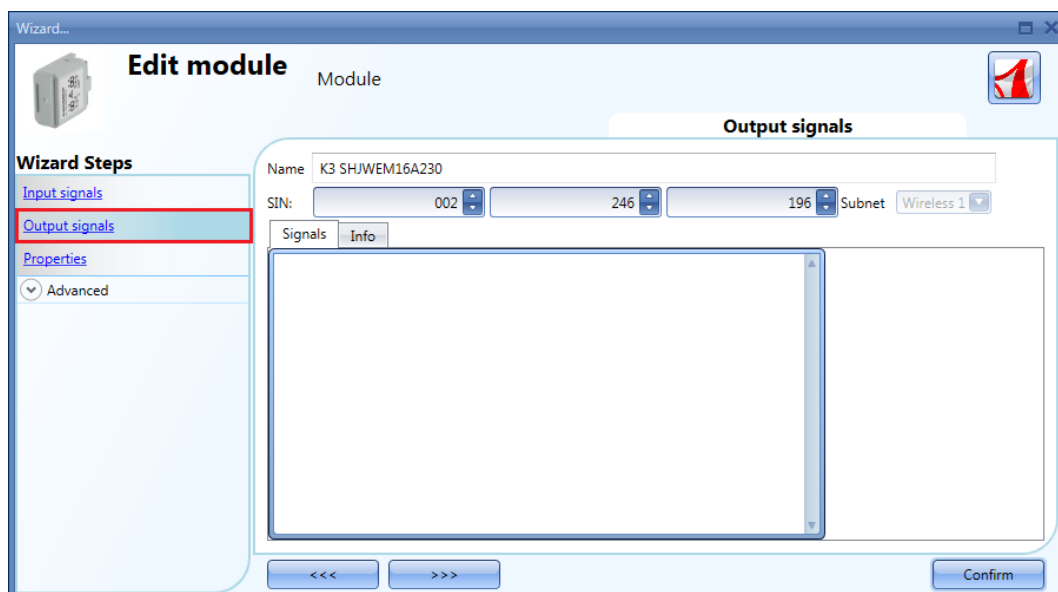 Wizard...
Edit module
Module
Output signals
Wizard Steps
Input signals
Output signals
Properties
Advanced
Name K3 SHJWEM16A230
SIN: 002 246 196 Subnet Wireless 1
Signals Info
<<< >>> Confirm